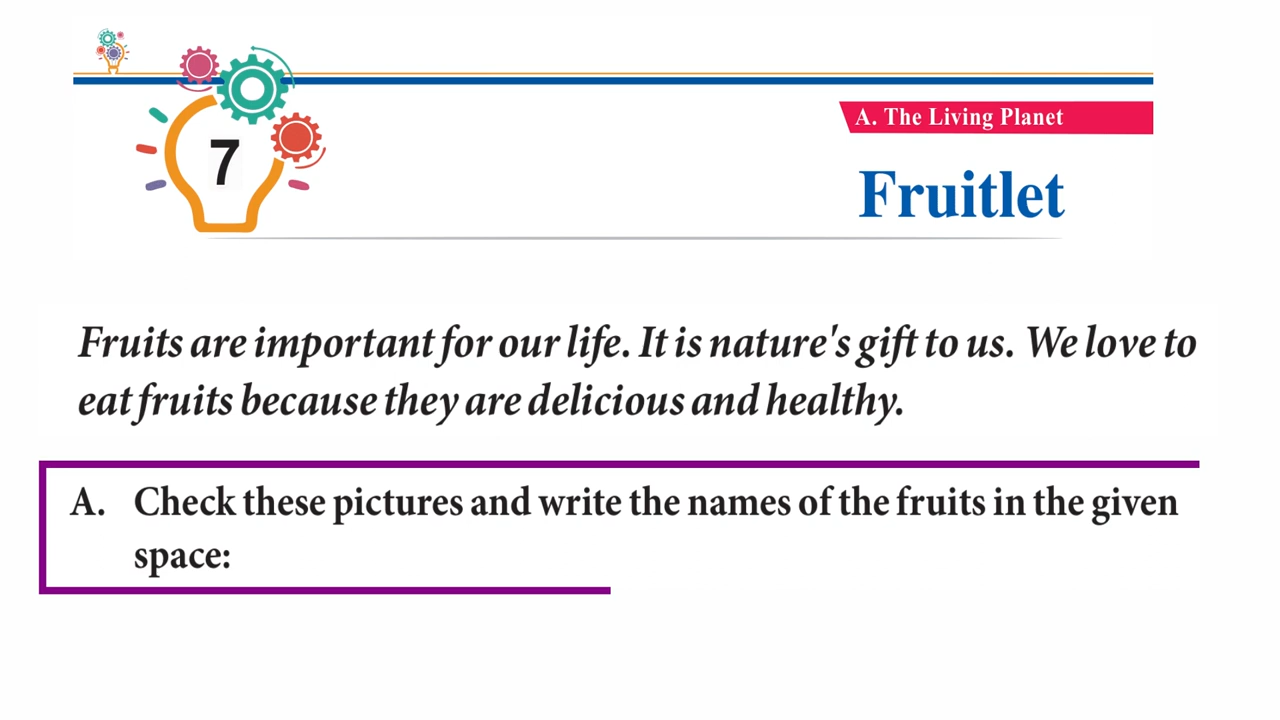 7
A. The Living Planet
Fruitlet
Fruits are important for our life. It is nature's gift to us. We love to
eat fruits because they are delicious and healthy.
A. Check these pictures and write the names of the fruits in the given
space: